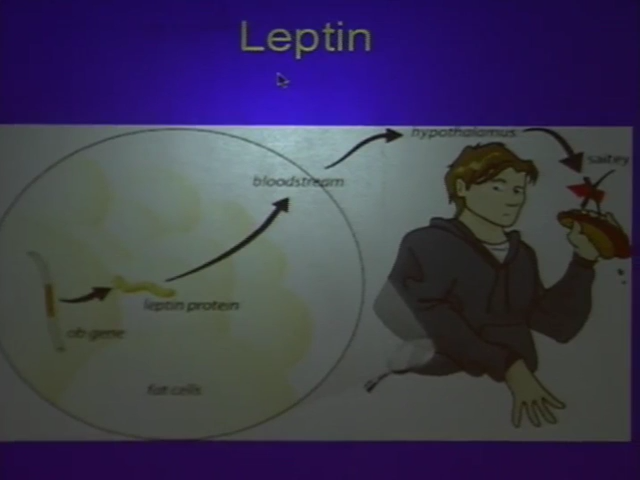 Leptin
hypothalamus
saitey
bloodstream
leptin protein
ob gene
fat cells